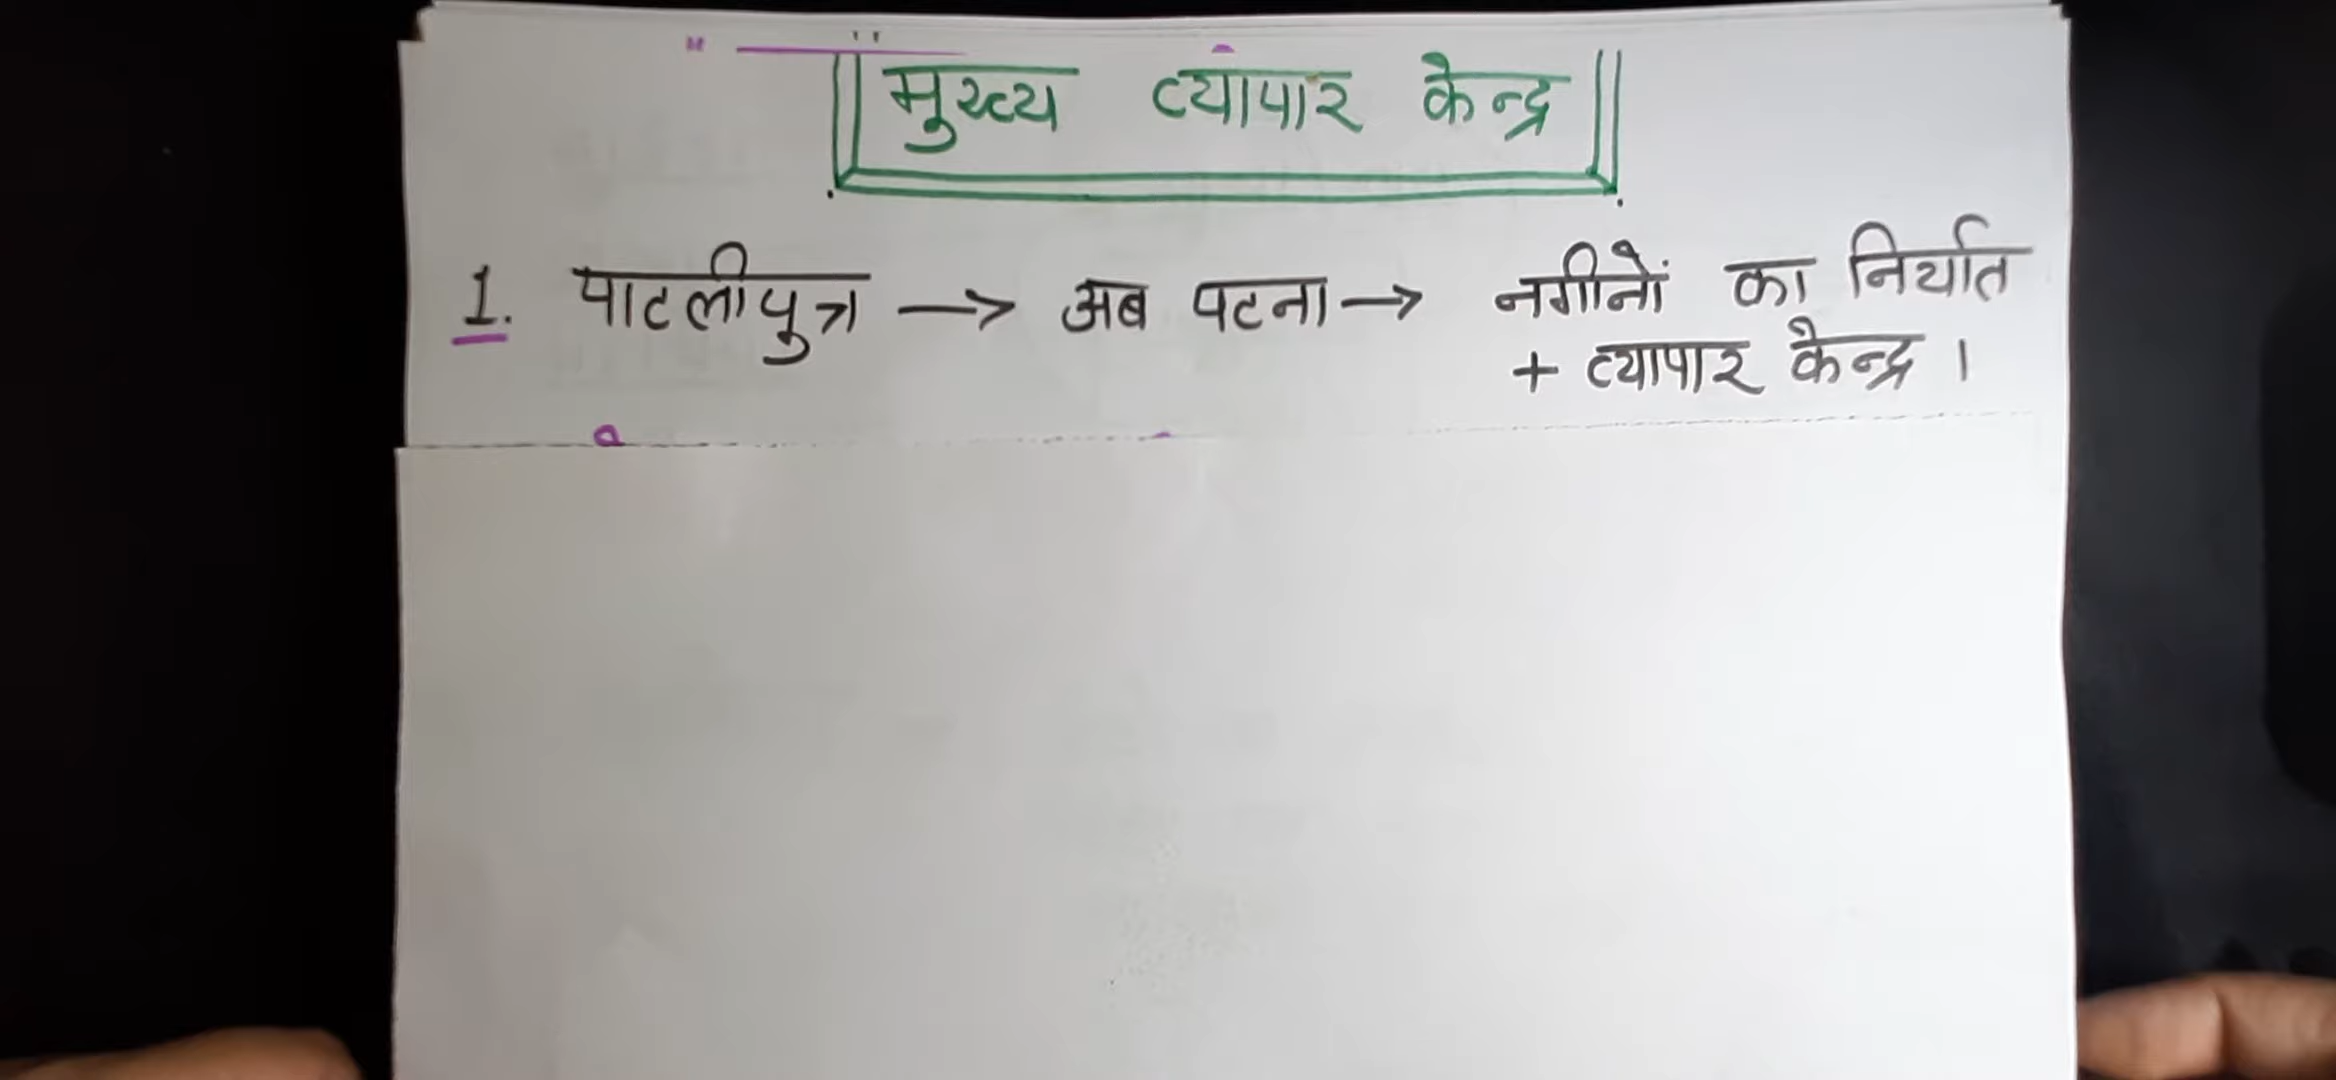 मुख्य व्यापार केन्द्र
1. पाटलीपुत्र → अब पटना → नगीनों का निर्यात
+ व्यापार केन्द्र ।